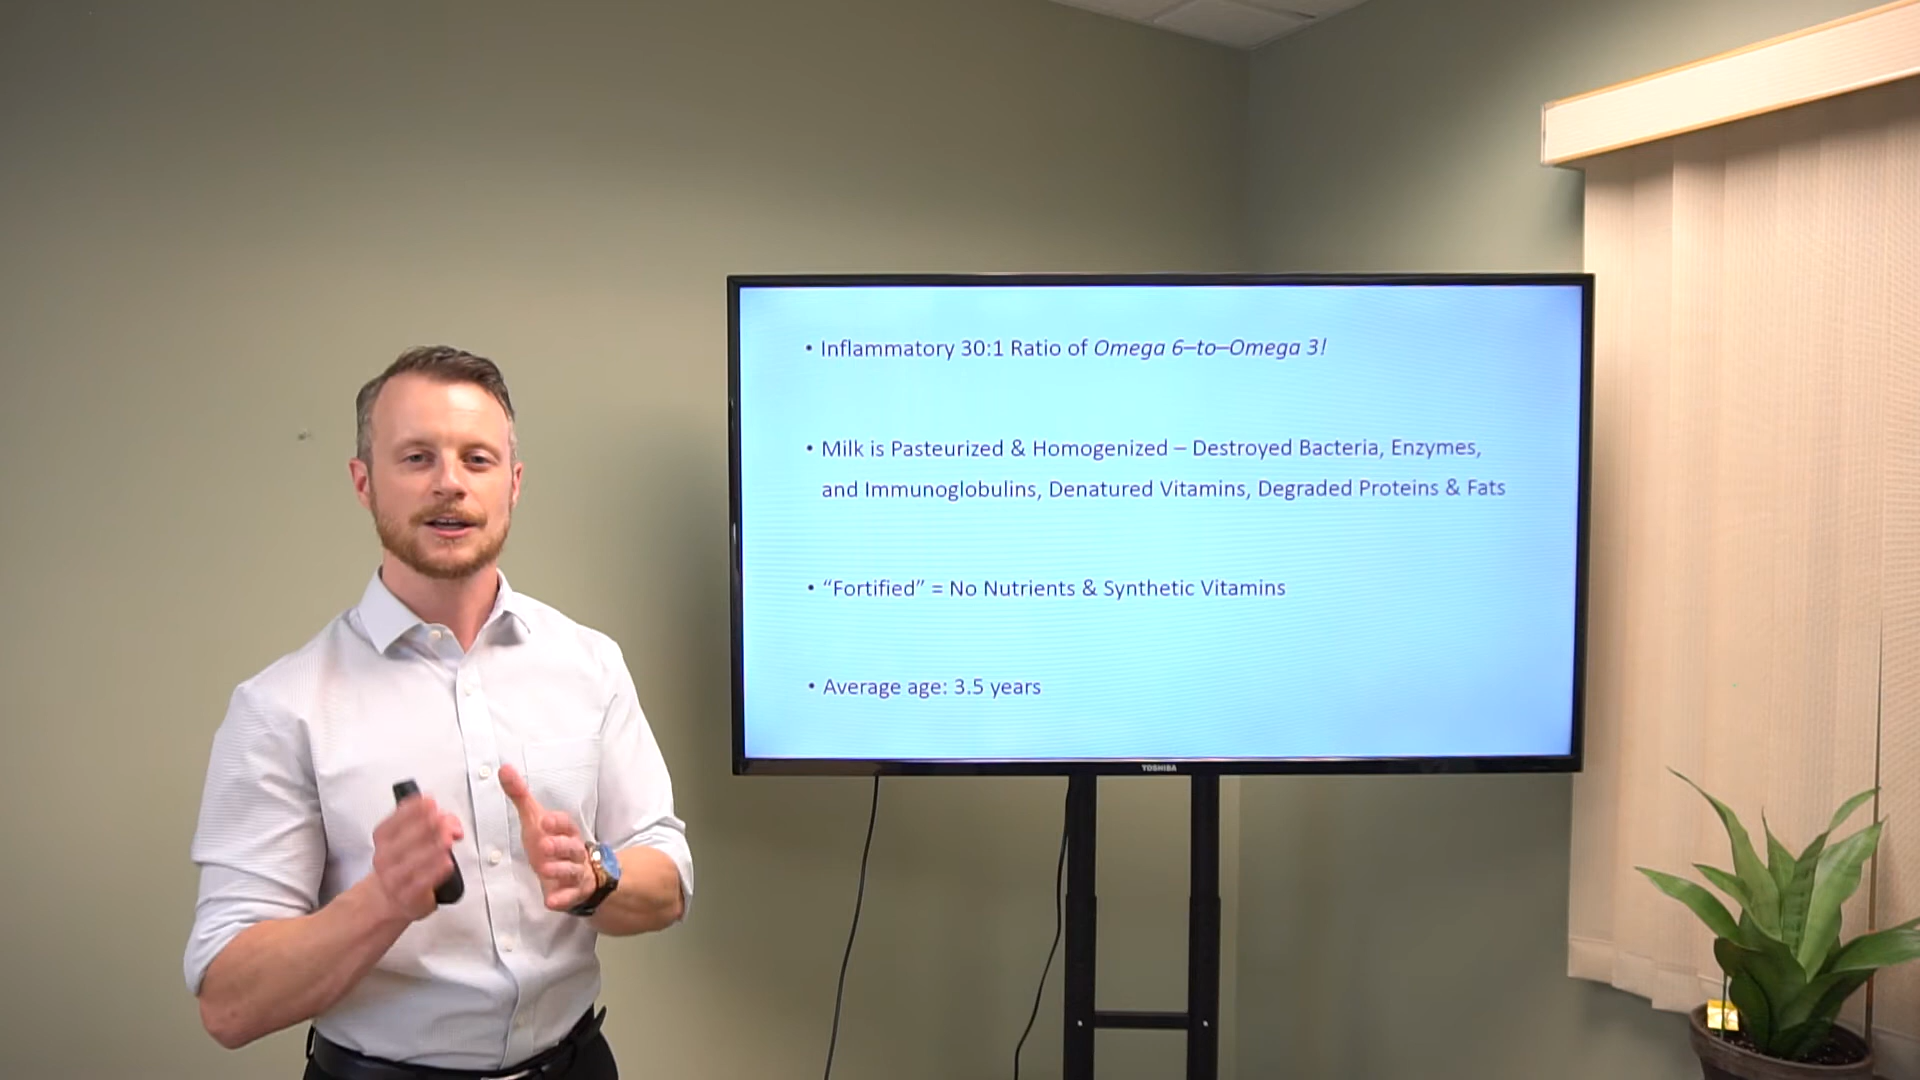 • Inflammatory 30:1 Ratio of Omega 6–to–Omega 3!
• Milk is Pasteurized & Homogenized – Destroyed Bacteria, Enzymes,
and Immunoglobulins, Denatured Vitamins, Degraded Proteins & Fats
• “Fortified” = No Nutrients & Synthetic Vitamins
• Average age: 3.5 years
TOSHIBA